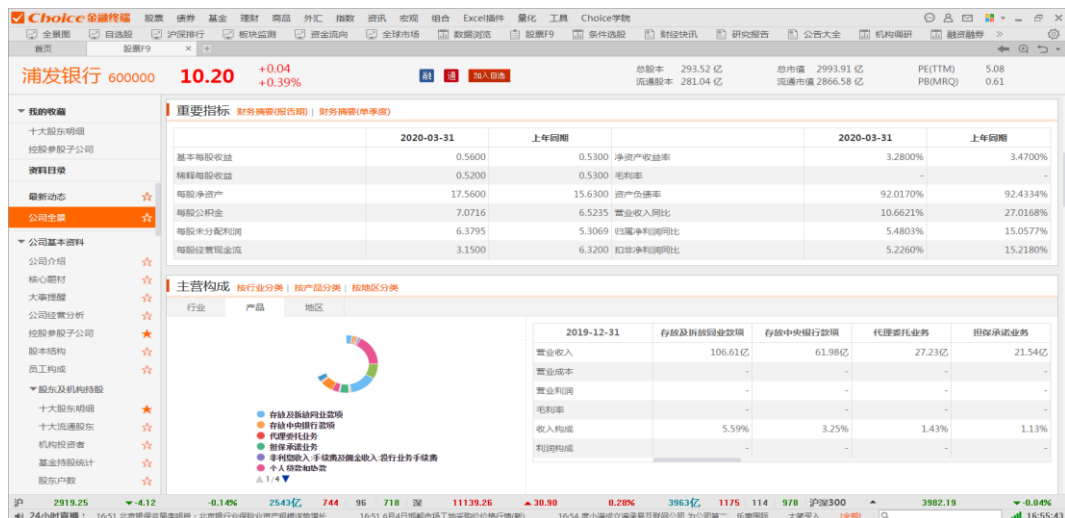 Choice金融终端 股票 债券 基金 理财 商品 外汇 指数 资讯 宏观 组合 Excel插件 量化 工具 Choice学院
全景图 自选股 沪深排行 板块监测 资金流向 全球市场 数据浏览 股票F9 条件选股 财经快讯 研究报告 公告大全 机构调研 融资融券 »
首页 股票F9 × +
浦发银行 600000 10.20 +0.04 +0.39% 融 通 加入自选
总股本 293.52亿 总市值 2993.91亿 PE(TTM) 5.08
流通股本 281.04亿 流通市值 2866.58亿 PB(MRQ) 0.61
我的收藏
十大股东明细
控股参股子公司
资料目录
最新动态
公司全景
公司基本资料
公司介绍
核心题材
大事提醒
公司经营分析
控股参股子公司
股本结构
员工构成
股东及机构持股
十大股东明细
十大流通股东
机构投资者
基金持股统计
股东户数
重要指标 财务摘要(报告期) | 财务摘要(单季度)
2020-03-31 上年同期 2020-03-31 上年同期
基本每股收益 0.5600 0.5300 净资产收益率 3.2800% 3.4700%
稀释每股收益 0.5200 0.5300 毛利率 - -
每股净资产 17.5600 15.6300 资产负债率 92.0170% 92.4334%
每股公积金 7.0716 6.5235 营业收入同比 10.6621% 27.0168%
每股未分配利润 6.3795 5.3069 归属净利润同比 5.4803% 15.0577%
每股经营现金流 3.1500 6.3200 扣非净利润同比 5.2260% 15.2180%
主营构成 按行业分类 | 按产品分类 | 按地区分类
行业 产品 地区
存放及拆放同业款项
存放中央银行款项
代理委托业务
担保承诺业务
非利息收入:手续费及佣金收入:投行业务手续费
个人贷款和垫款
1/4
2019-12-31 存放及拆放同业款项 存放中央银行款项 代理委托业务 担保承诺业务
营业收入 106.61亿 61.98亿 27.23亿 21.54亿
营业成本 - - - -
营业利润 - - - -
毛利率 - - - -
收入构成 5.59% 3.25% 1.43% 1.13%
利润构成 - - - -
沪 2919.25 -4.12 -0.14% 2543亿 744 96 718 深 11139.26 30.90 0.28% 3963亿 1175 114 978 沪深300 3982.19 -0.04%
24小时直播: 16:51 16:51 6月4日邯郸市场 16:54 (全部) 16:55:43